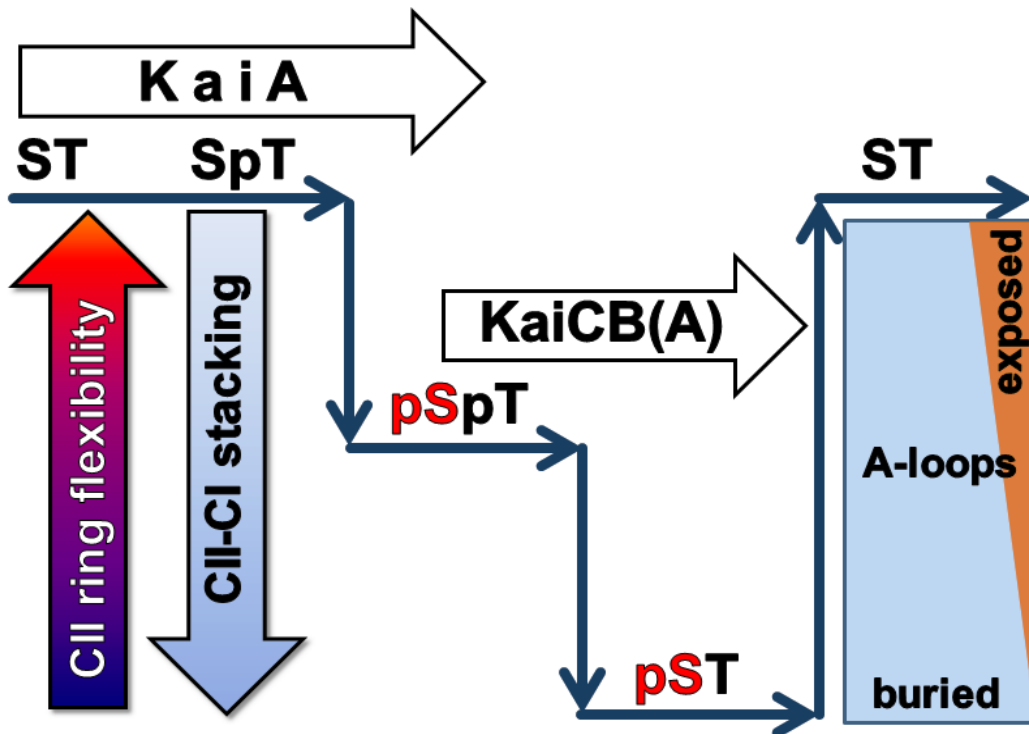 KaiA
ST
SpT
ST
CII ring flexibility
CII-CI stacking
KaiCB(A)
pSpT
pST
exposed
A-loops
buried